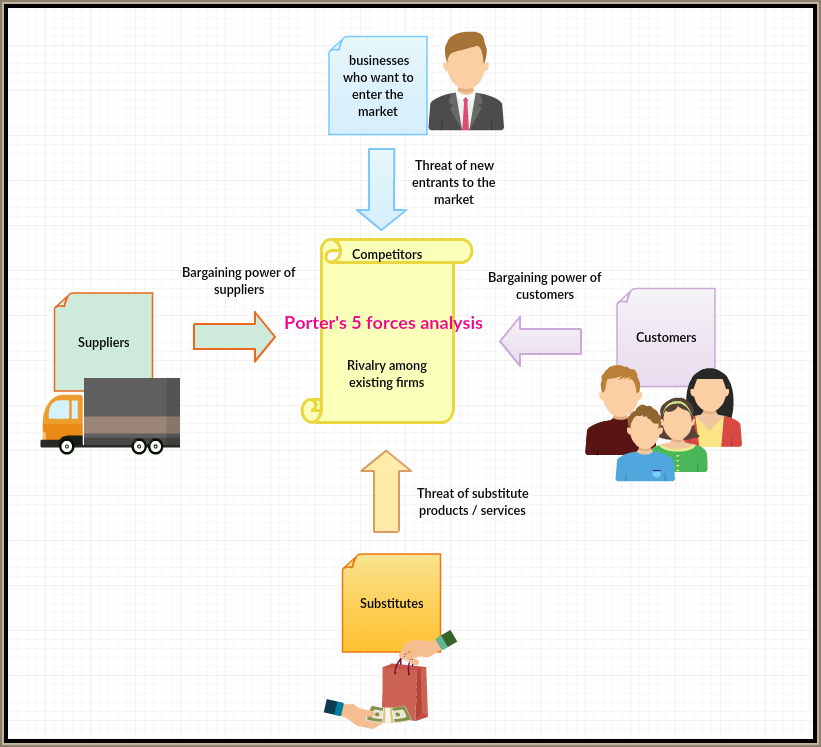 businesses
who want to
enter the
market
Threat of new
entrants to the
market
Competitors
Bargaining power of
suppliers
Bargaining power of
customers
Suppliers
Porter's 5 forces analysis
Customers
Rivalry among
existing firms
Threat of substitute
products / services
Substitutes